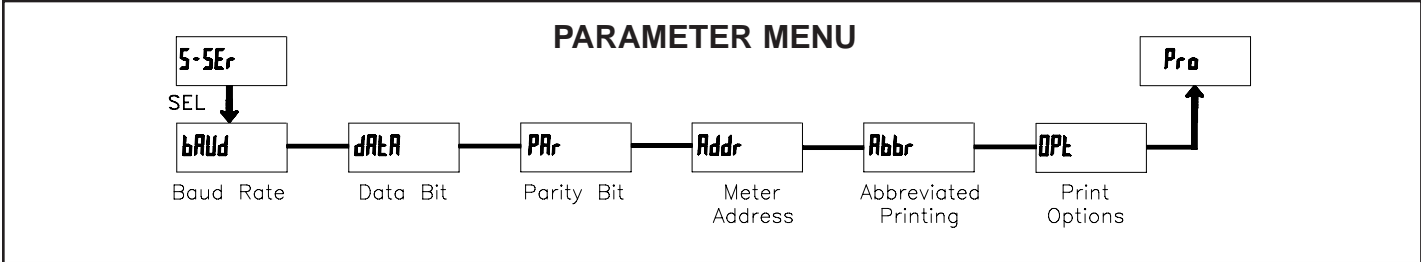 PARAMETER MENU
5-SEr
Pro
SEL
bAUd
dAtA
PAr
Addr
Abbr
OPt
Baud Rate
Data Bit
Parity Bit
Meter
Address
Abbreviated
Printing
Print
Options